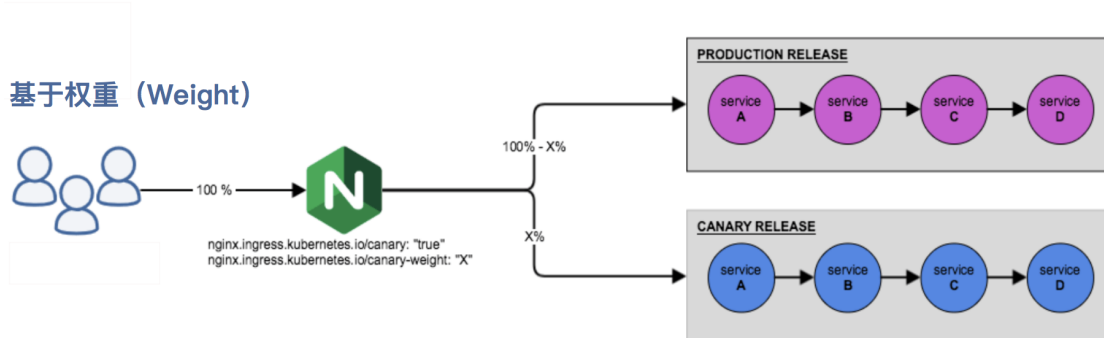 基于权重（Weight）
100 %
N
nginx.ingress.kubernetes.io/canary: "true"
nginx.ingress.kubernetes.io/canary-weight: "X"
100% - X%
X%
PRODUCTION RELEASE
service
A
service
B
service
C
service
D
CANARY RELEASE
service
A
service
B
service
C
service
D